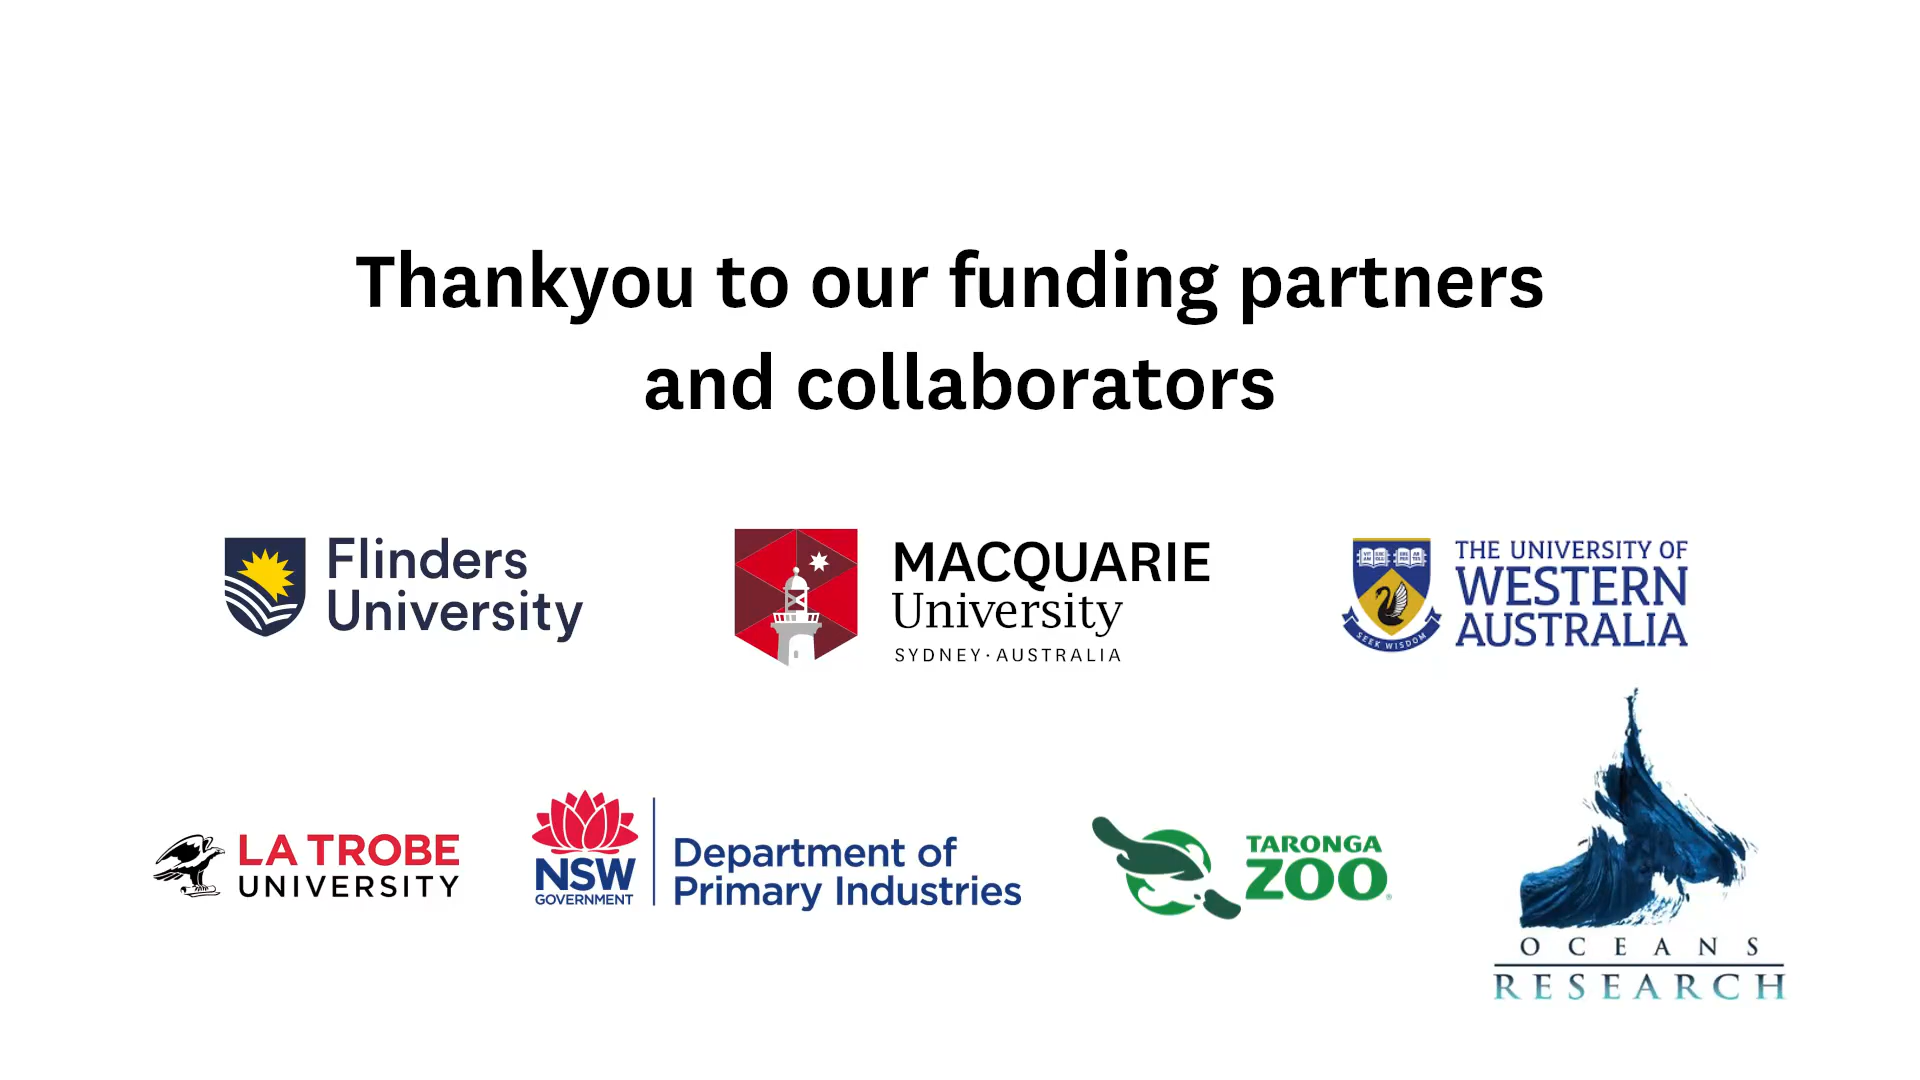 Thankyou to our funding partners
and collaborators
Flinders
University
MACQUARIE
University
SYDNEY·AUSTRALIA
SEEK WISDOM
THE UNIVERSITY OF
WESTERN
AUSTRALIA
LA TROBE
UNIVERSITY
NSW
GOVERNMENT
Department of
Primary Industries
TARONGA
ZOO
OCEANS
RESEARCH